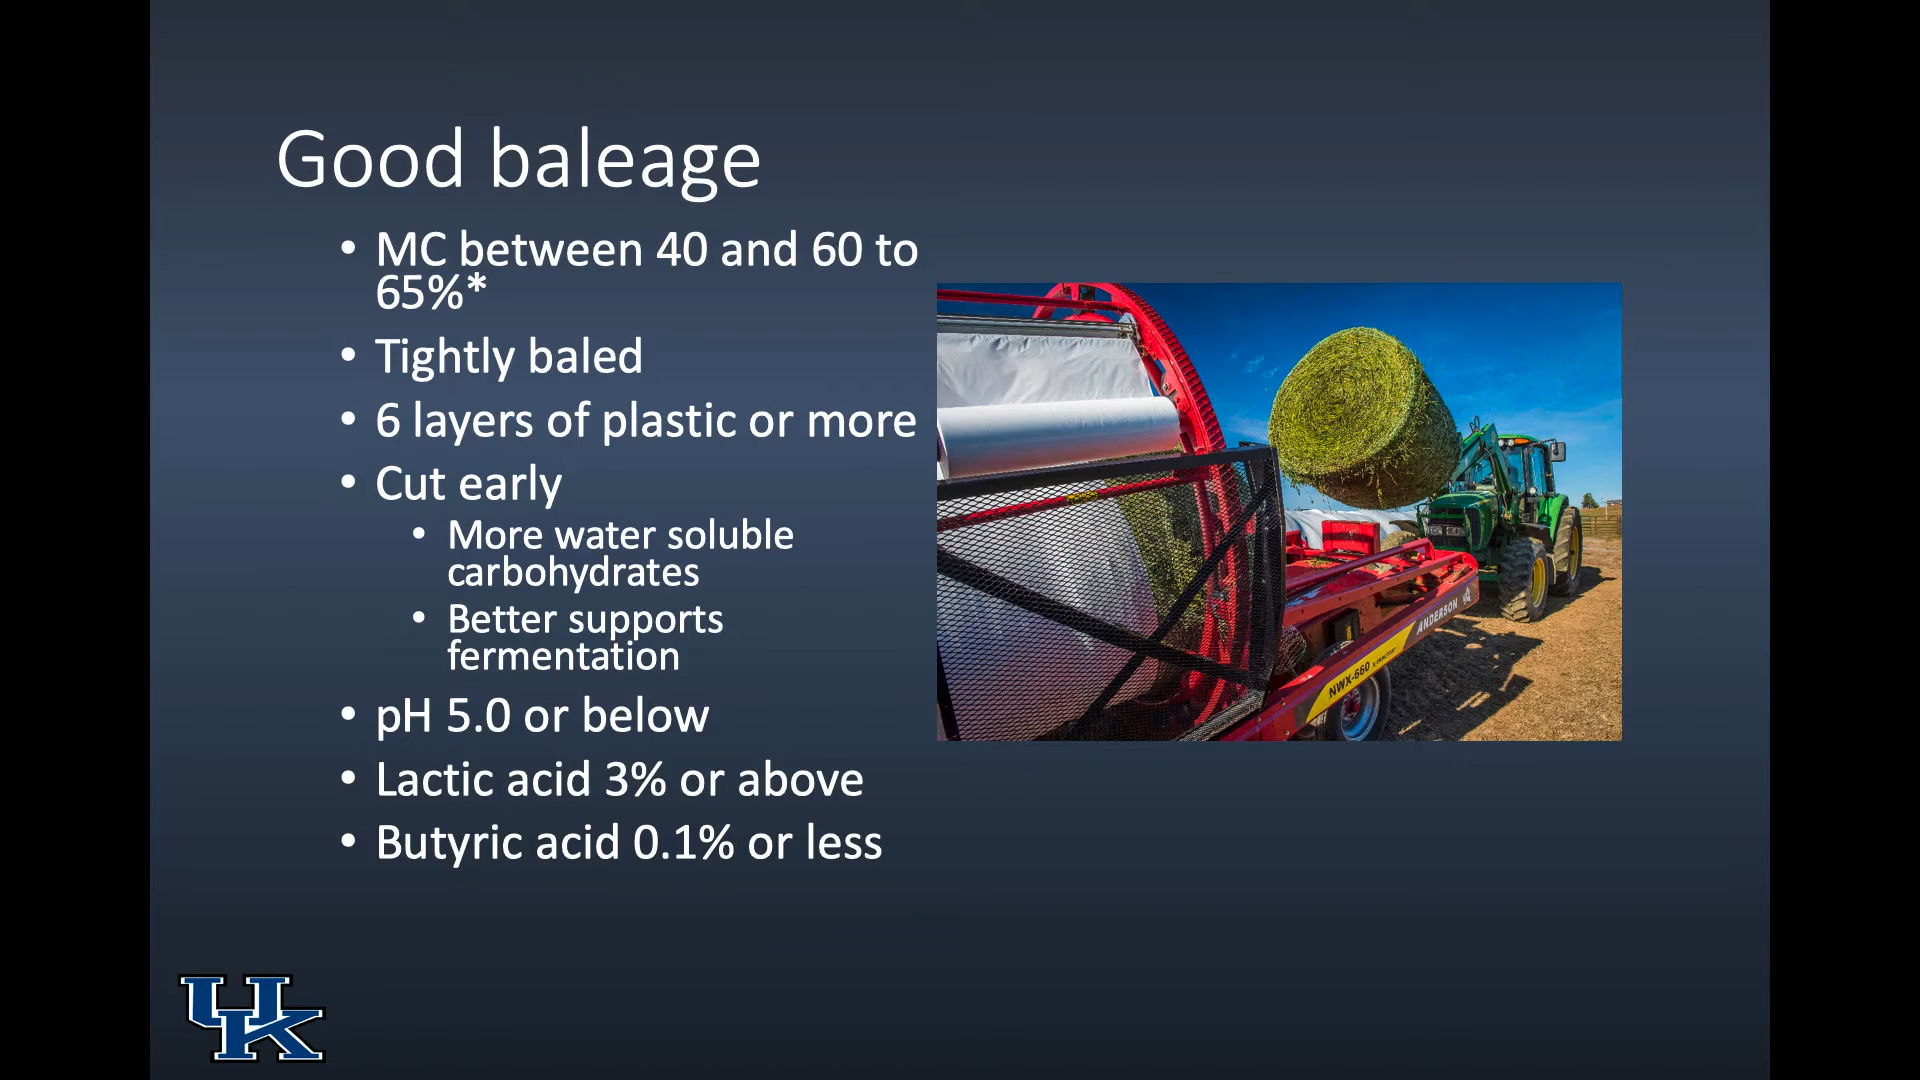 Good baleage
• MC between 40 and 60 to
65%*
• Tightly baled
• 6 layers of plastic or more
• Cut early
• More water soluble
carbohydrates
• Better supports
fermentation
• pH 5.0 or below
• Lactic acid 3% or above
• Butyric acid 0.1% or less
ANDERSON
NWX-660
UK